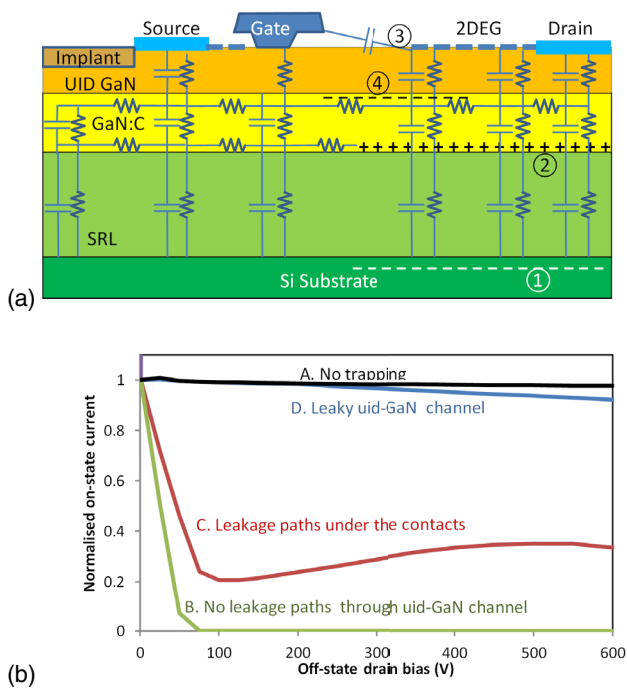 Source
Gate
③
2DEG
Drain
Implant
UID GaN
④
GaN:C
+ + + + + + + + + + + + + + + + + +
②
SRL
Si Substrate
①
(a)
Normalised on-state current
1
0.8
0.6
0.4
0.2
0
A. No trapping
D. Leaky uid-GaN channel
C. Leakage paths under the contacts
B. No leakage paths through uid-GaN channel
0 100 200 300 400 500 600
Off-state drain bias (V)
(b)